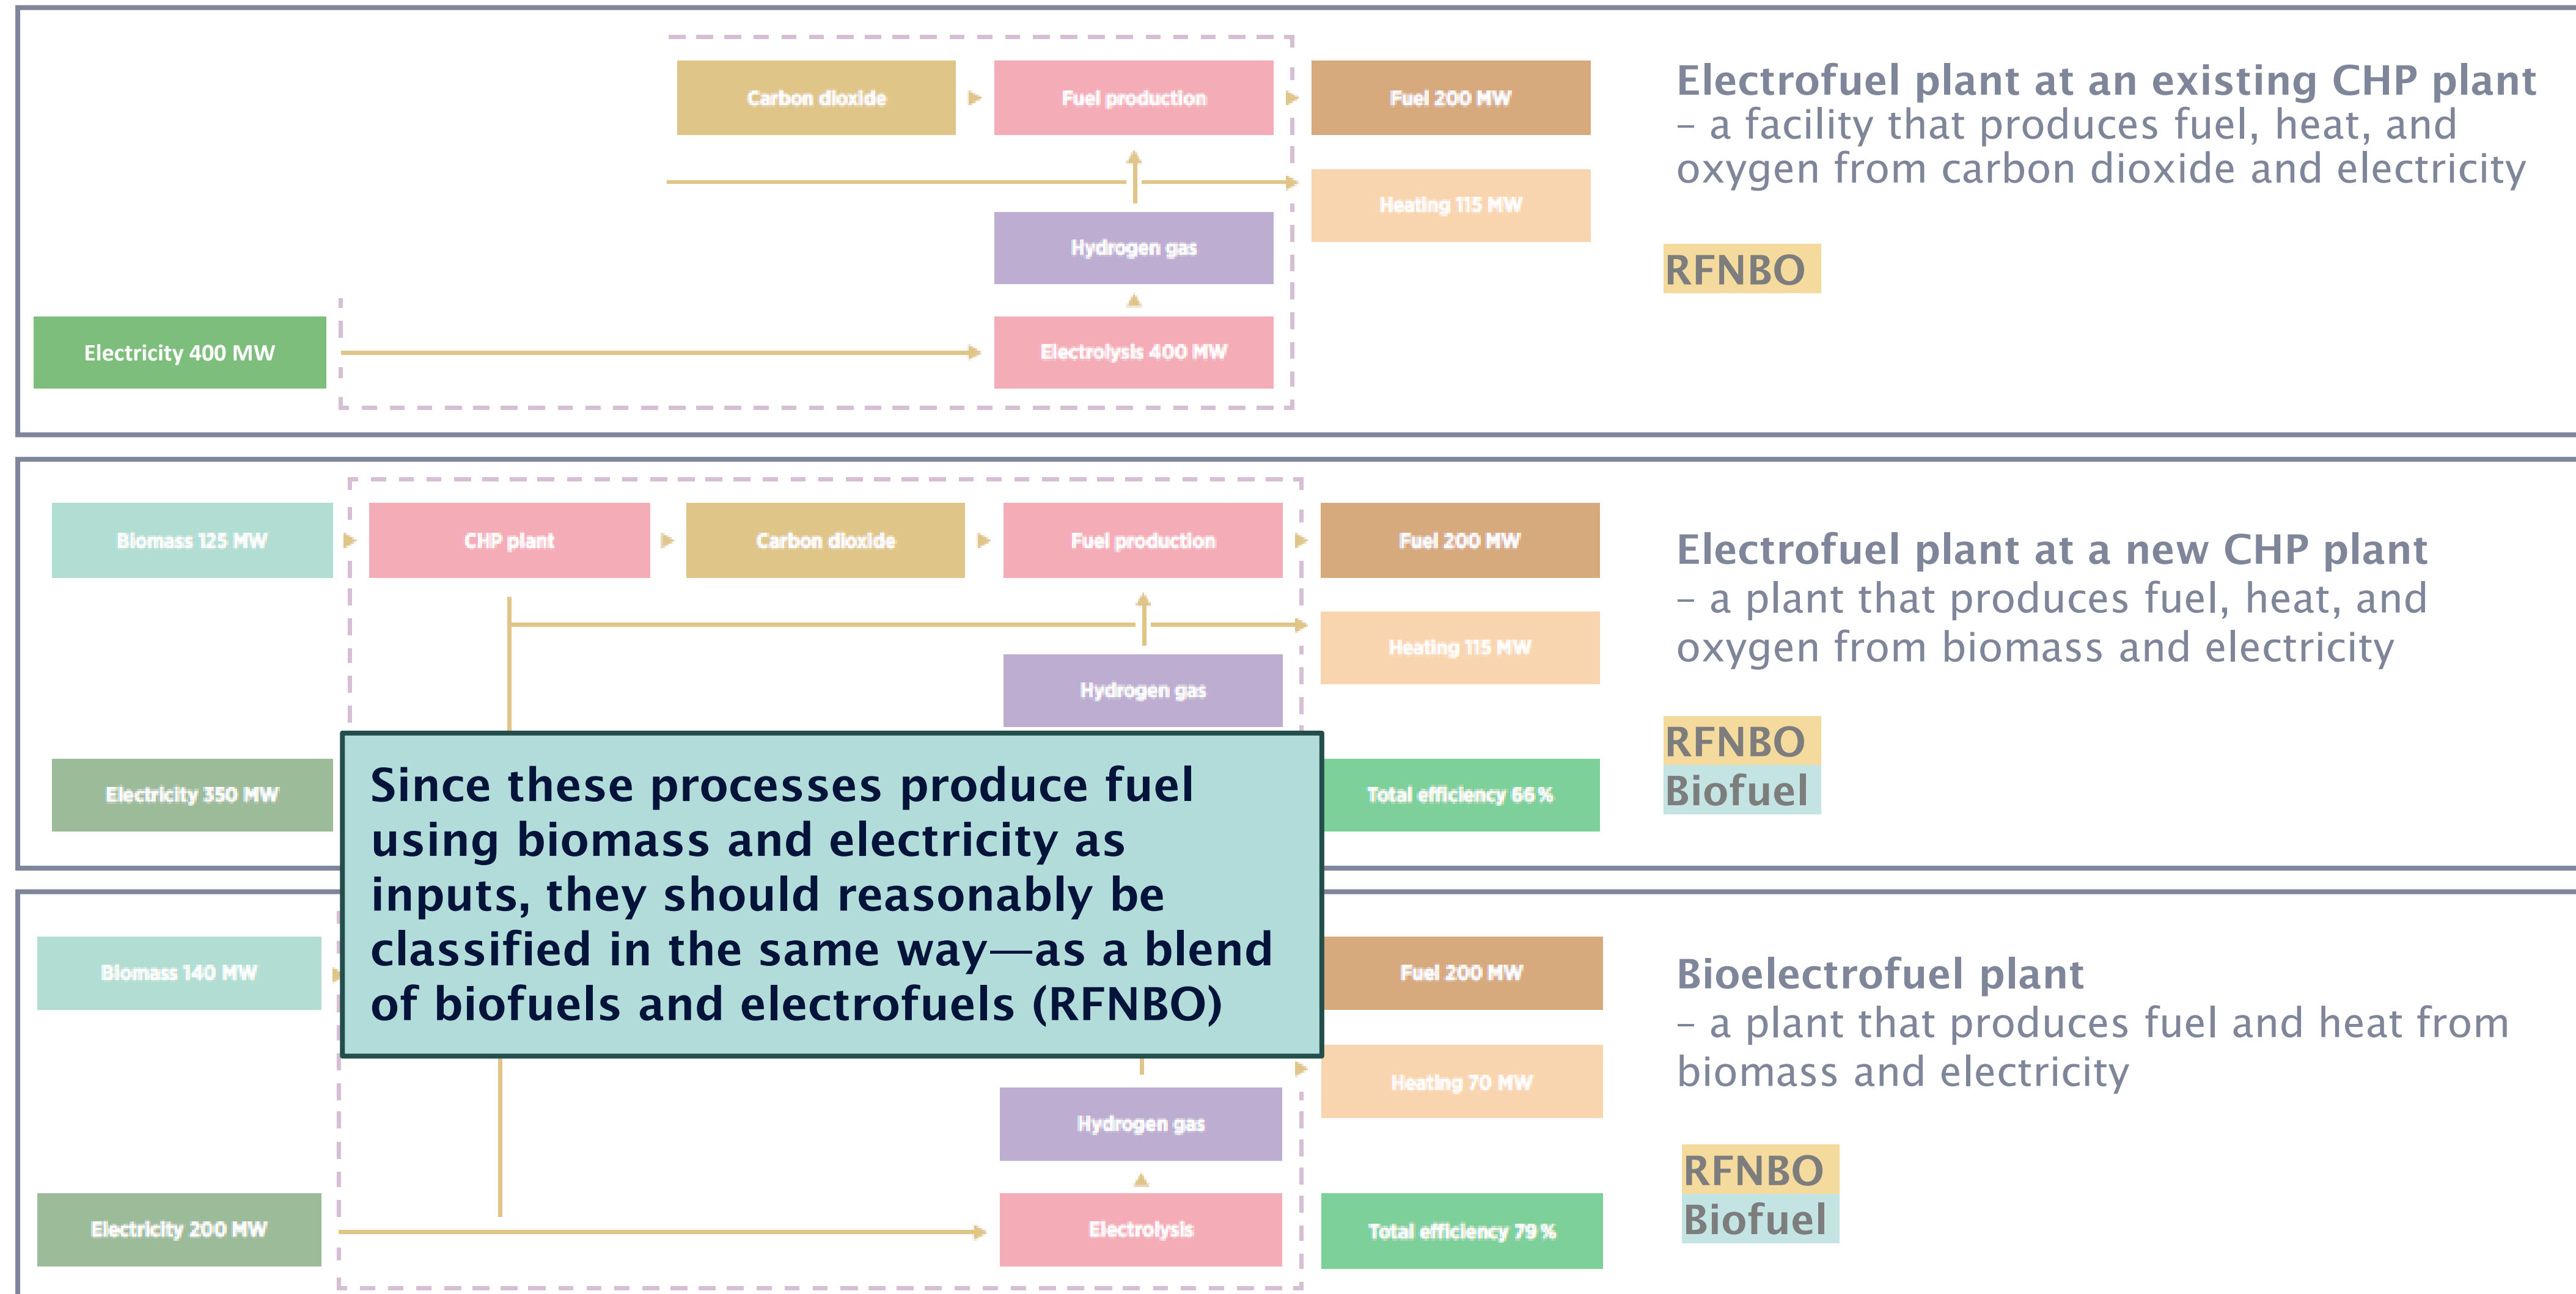 Carbon dioxide
Fuel production
Fuel 200 MW
Heating 115 MW
Hydrogen gas
Electricity 400 MW
Electrolysis 400 MW
Electrofuel plant at an existing CHP plant
– a facility that produces fuel, heat, and
oxygen from carbon dioxide and electricity
RFNBO
Biomass 125 MW
CHP plant
Carbon dioxide
Fuel production
Fuel 200 MW
Heating 115 MW
Hydrogen gas
Electricity 350 MW
Total efficiency 66 %
Electrofuel plant at a new CHP plant
– a plant that produces fuel, heat, and
oxygen from biomass and electricity
RFNBO
Biofuel
Since these processes produce fuel
using biomass and electricity as
inputs, they should reasonably be
classified in the same way—as a blend
of biofuels and electrofuels (RFNBO)
Biomass 140 MW
Fuel 200 MW
Heating 70 MW
Hydrogen gas
Electricity 200 MW
Electrolysis
Total efficiency 79 %
Bioelectrofuel plant
– a plant that produces fuel and heat from
biomass and electricity
RFNBO
Biofuel